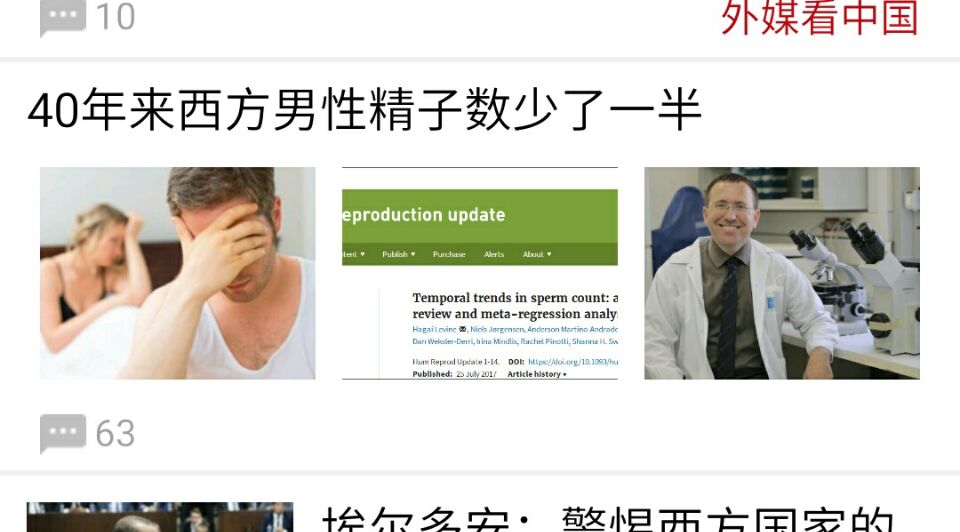 10
外媒看中国
40年来西方男性精子数少了一半
eproduction update
tent ▾ Publish ▾ Purchase Alerts About ▾
Temporal trends in sperm count: a
review and meta-regression analy
Hagai Levine ✉, Niels Jørgensen, Anderson Martino-Andrade
Dan Weksler-Derri, Irina Mindlis, Rachel Pinotti, Shanna H. Sw
Hum Reprod Update 1-14. DOI: https://doi.org/10.1093/hu
Published: 25 July 2017 Article history ▾
63
埃尔多安：警惕西方国家的